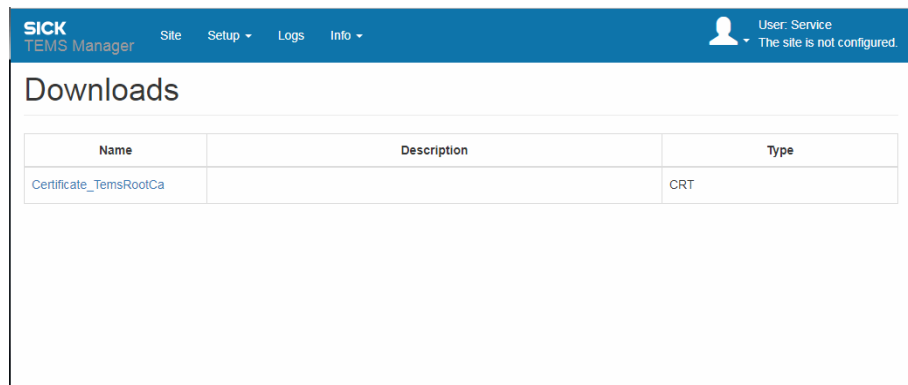 SICK
TEMS Manager
Site Setup Logs Info
User: Service
The site is not configured.
Downloads
Name Description Type
Certificate_TemsRootCa CRT